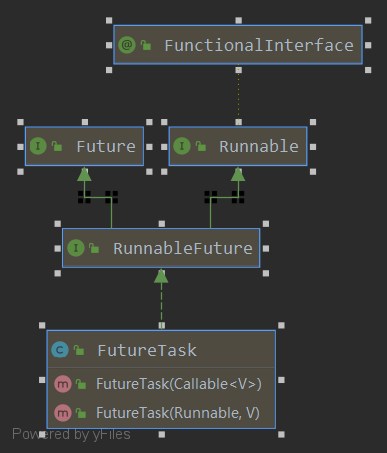 @ FunctionalInterface
I Future
I Runnable
I RunnableFuture
C FutureTask
m FutureTask(Callable<V>)
m FutureTask(Runnable, V)
Powered by yFiles